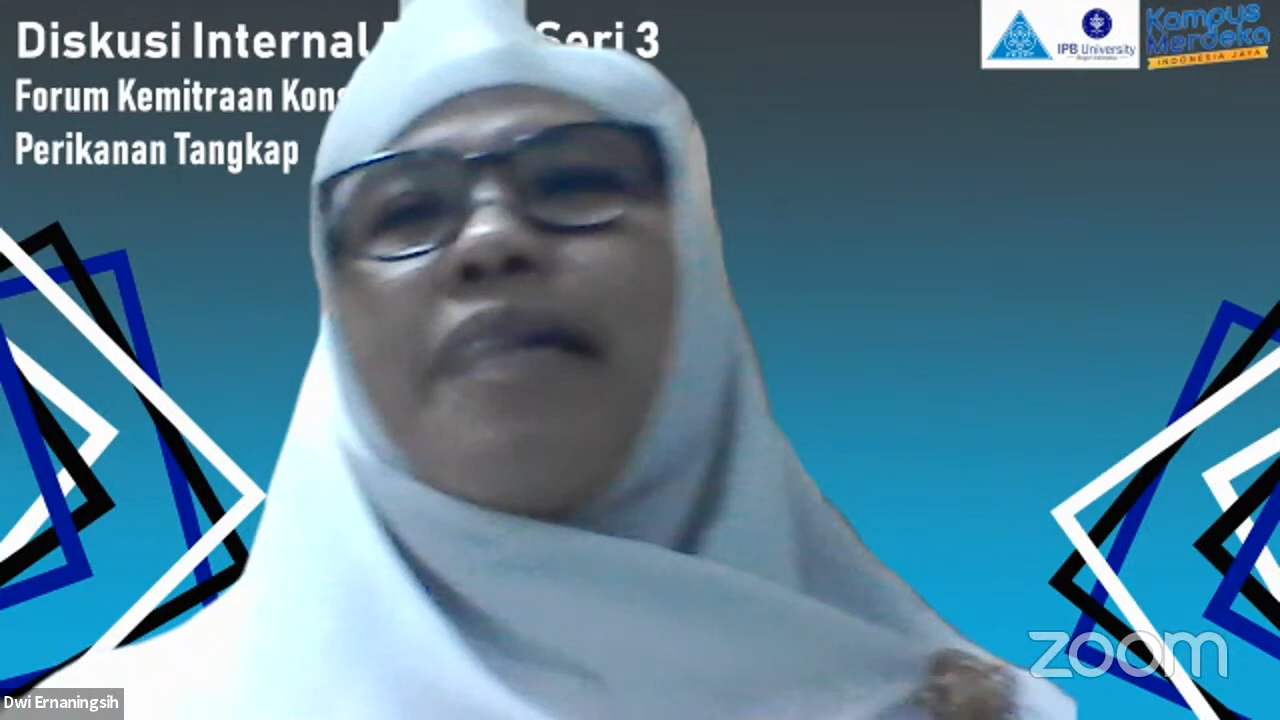 Diskusi Internal Seri 3
Forum Kemitraan
Perikanan Tangkap
IPB University
Kampus
Merdeka
INDONESIA JAYA
zoom
Dwi Ernaningsih